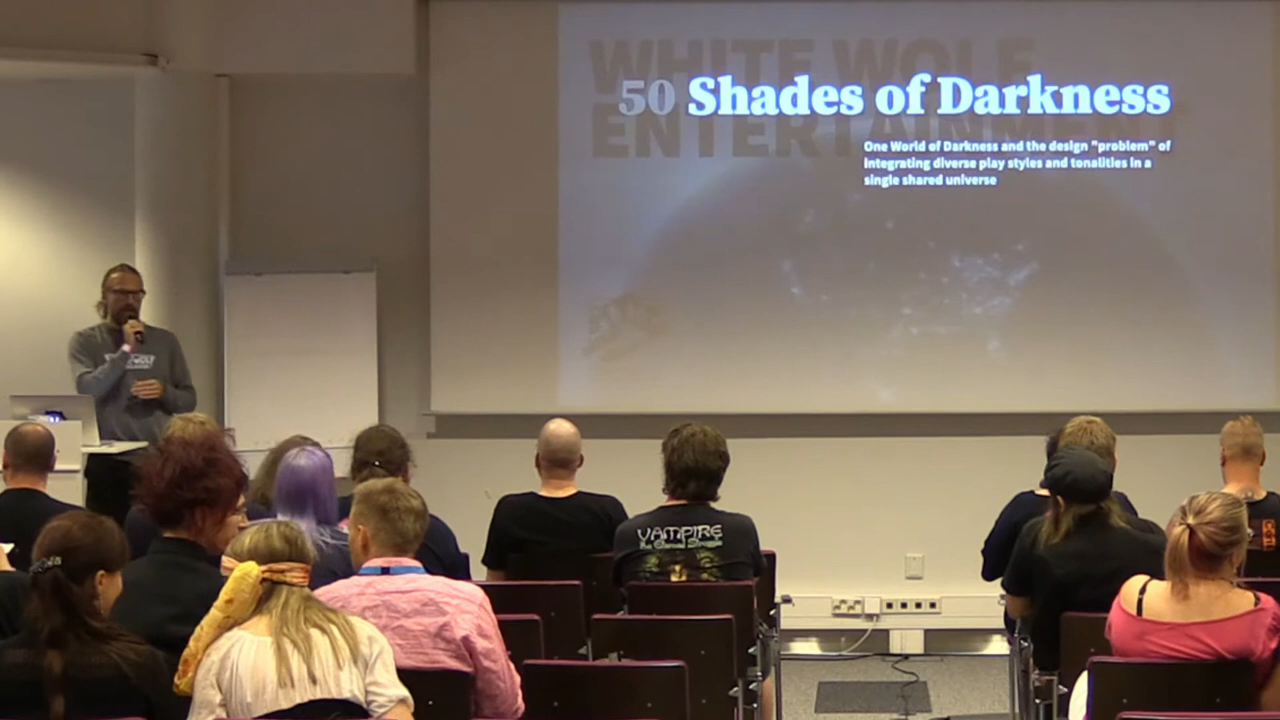 WHITE WOLF
ENTERTAINMENT
50 Shades of Darkness
One World of Darkness and the design "problem" of
integrating diverse play styles and tonalities in a
single shared universe
VAMPIRE